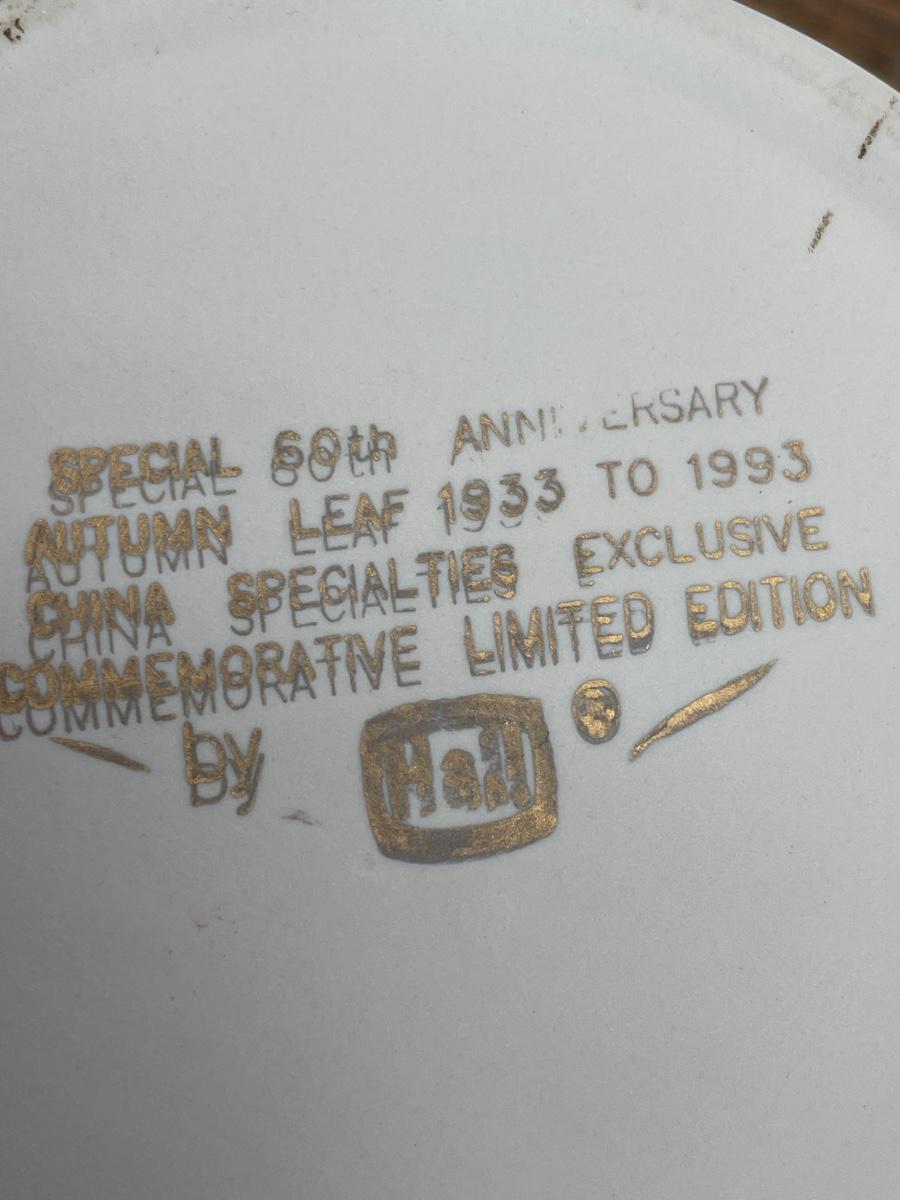 SPECIAL 60th ANNIVERSARY
AUTUMN LEAF 1933 TO 1993
CHINA SPECIALTIES EXCLUSIVE
COMMEMORATIVE LIMITED EDITION
by Hall ®